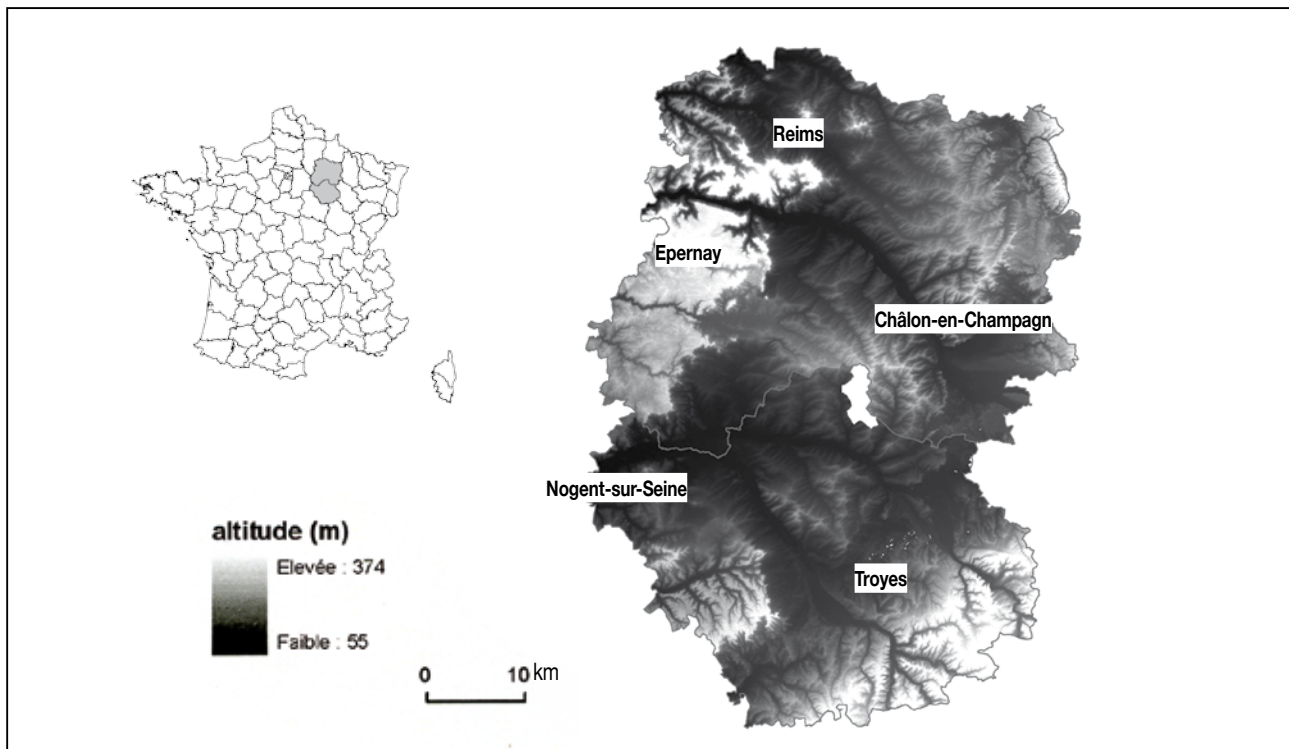 Reims
Epernay
Châlon-en-Champagn
Nogent-sur-Seine
Troyes
altitude (m)
Elevée : 374
Faible : 55
0 10 km